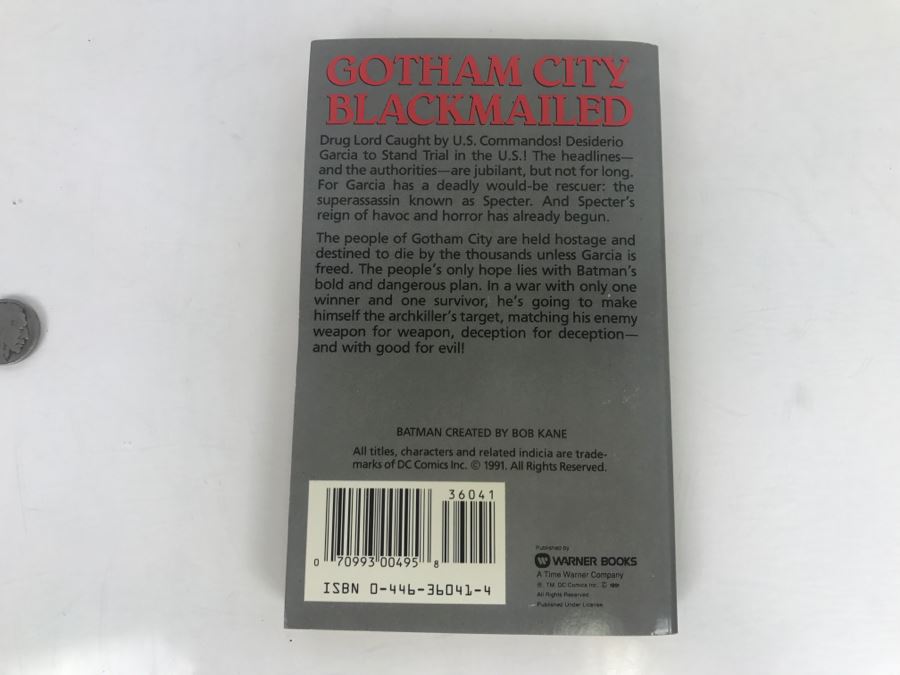 GOTHAM CITY
BLACKMAILED
Drug Lord Caught by U.S. Commandos! Desiderio
Garcia to Stand Trial in the U.S.! The headlines—
and the authorities—are jubilant, but not for long.
For Garcia has a deadly would-be rescuer: the
superassassin known as Specter. And Specter's
reign of havoc and horror has already begun.
The people of Gotham City are held hostage and
destined to die by the thousands unless Garcia is
freed. The people's only hope lies with Batman's
bold and dangerous plan. In a war with only one
winner and one survivor, he's going to make
himself the archkiller's target, matching his enemy
weapon for weapon, deception for deception—
and with good for evil!
BATMAN CREATED BY BOB KANE
All titles, characters and related indicia are trade-
marks of DC Comics Inc. © 1991. All Rights Reserved.
36041
0 70993 00495 8
ISBN 0-446-36041-4
Published by
WARNER BOOKS
A Time Warner Company
®, TM, DC Comics Inc. © 1991
All Rights Reserved
Published Under License